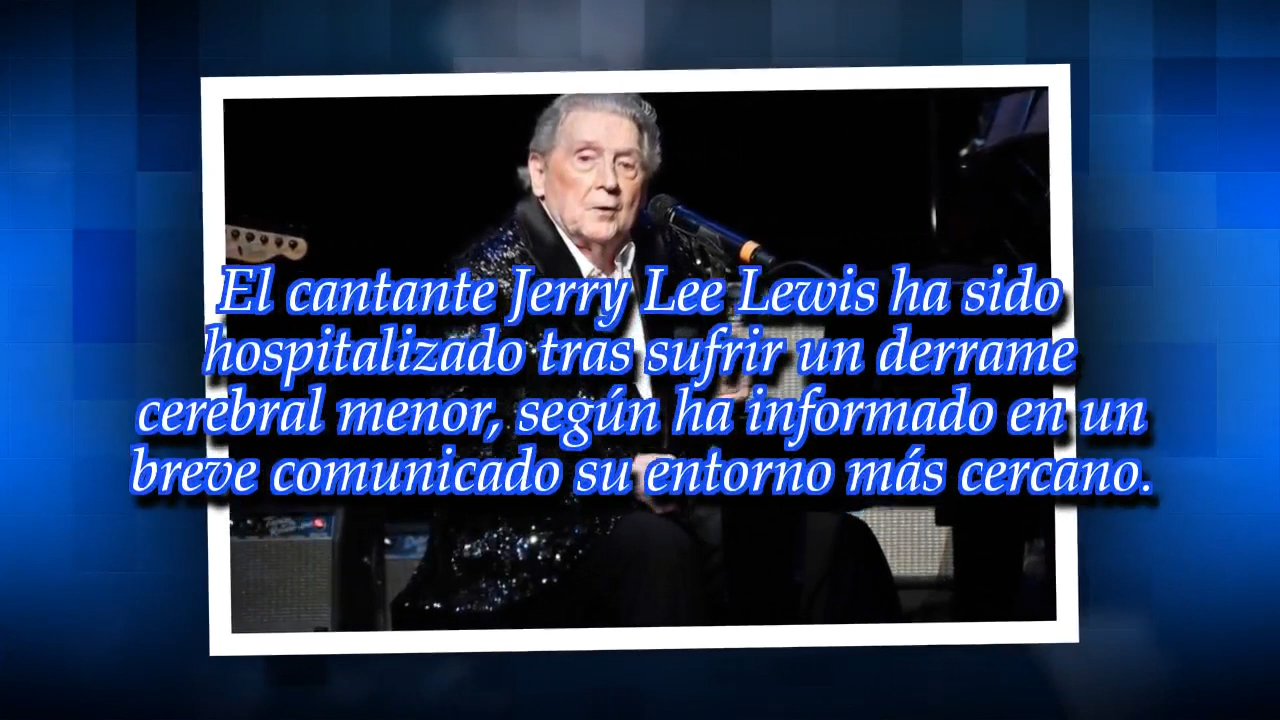 El cantante Jerry Lee Lewis ha sido
hospitalizado tras sufrir un derrame
cerebral menor, según ha informado en un
breve comunicado su entorno más cercano.